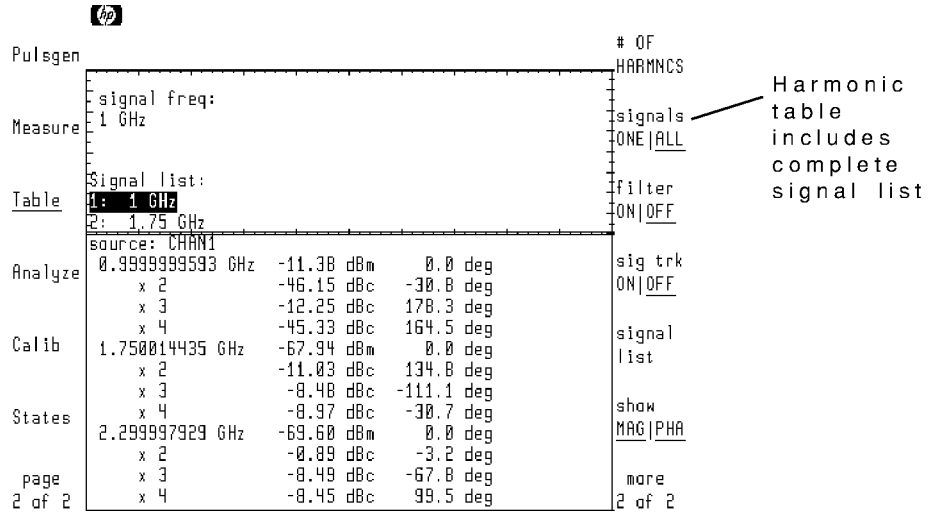 hp
Pulsgen
Measure
Table
Analyze
Calib
States
page
2 of 2
signal freq:
1 GHz
Signal list:
1: 1 GHz
2: 1.75 GHz
source: CHAN1
0.9999999593 GHz -11.38 dBm 0.0 deg
x 2 -46.15 dBc -30.8 deg
x 3 -12.25 dBc 178.3 deg
x 4 -45.33 dBc 164.5 deg
1.750014435 GHz -67.94 dBm 0.0 deg
x 2 -11.03 dBc 134.8 deg
x 3 -8.48 dBc -111.1 deg
x 4 -8.97 dBc -30.7 deg
2.299997929 GHz -69.60 dBm 0.0 deg
x 2 -0.89 dBc -3.2 deg
x 3 -8.49 dBc -67.8 deg
x 4 -8.45 dBc 99.5 deg
# OF
HARMNCS
signals
ONE|ALL
filter
ON|OFF
sig trk
ON|OFF
signal
list
show
MAG|PHA
more
2 of 2
Harmonic
table
includes
complete
signal list